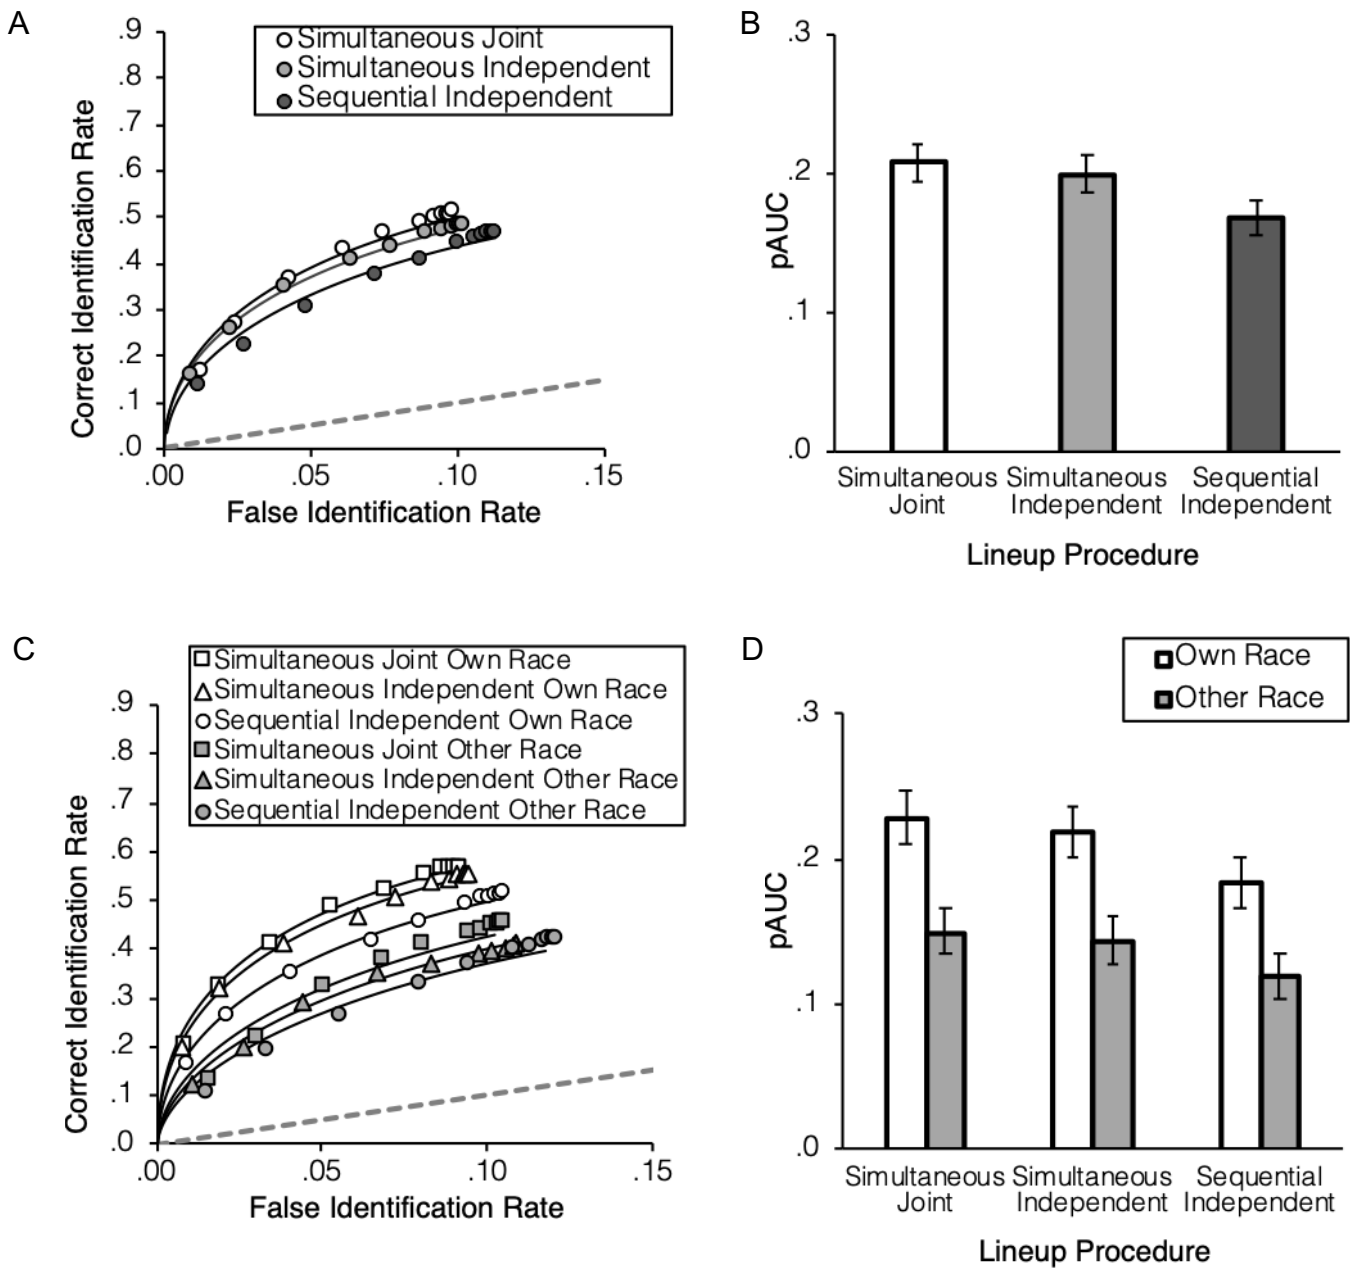 A
.9
.8
.7
.6
.5
.4
.3
.2
.1
.0
Correct Identification Rate
Simultaneous Joint
Simultaneous Independent
Sequential Independent
.00
.05
.10
.15
False Identification Rate
B
.3
.2
.1
.0
pAUC
Simultaneous Joint
Simultaneous Independent
Sequential Independent
Lineup Procedure
C
Simultaneous Joint Own Race
Simultaneous Independent Own Race
Sequential Independent Own Race
Simultaneous Joint Other Race
Simultaneous Independent Other Race
Sequential Independent Other Race
.9
.8
.7
.6
.5
.4
.3
.2
.1
.0
Correct Identification Rate
.00
.05
.10
.15
False Identification Rate
D
Own Race
Other Race
.3
.2
.1
.0
pAUC
Simultaneous Joint
Simultaneous Independent
Sequential Independent
Lineup Procedure